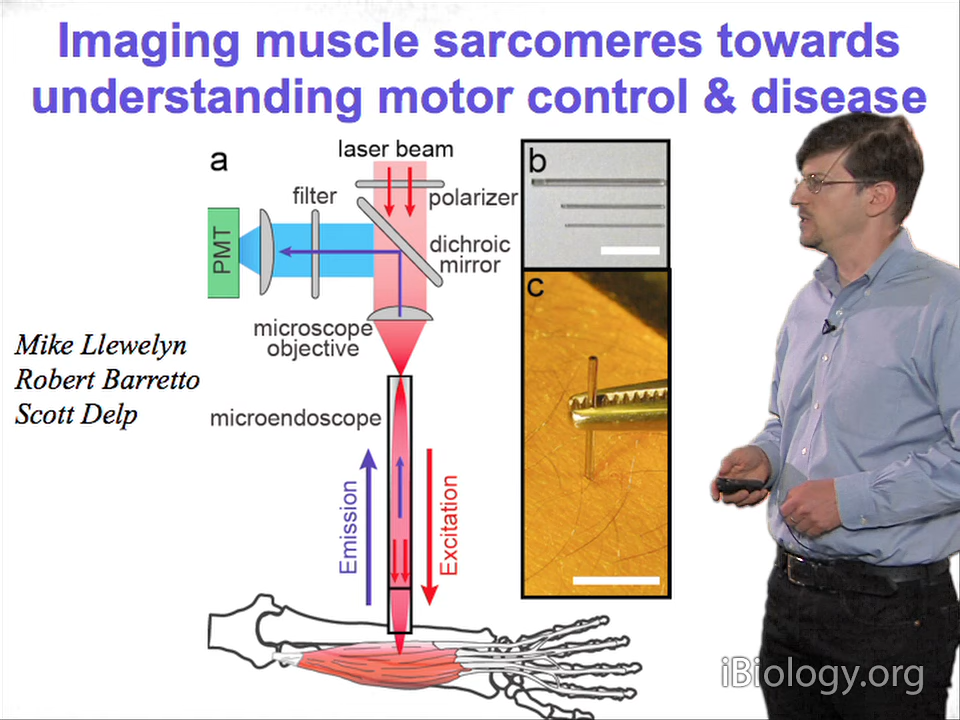 Imaging muscle sarcomeres towards
understanding motor control & disease
a
laser beam
filter
polarizer
PMT
dichroic
mirror
microscope
objective
Mike Llewelyn
Robert Barretto
Scott Delp
microendoscope
Emission
Excitation
b
c
iBiology.org